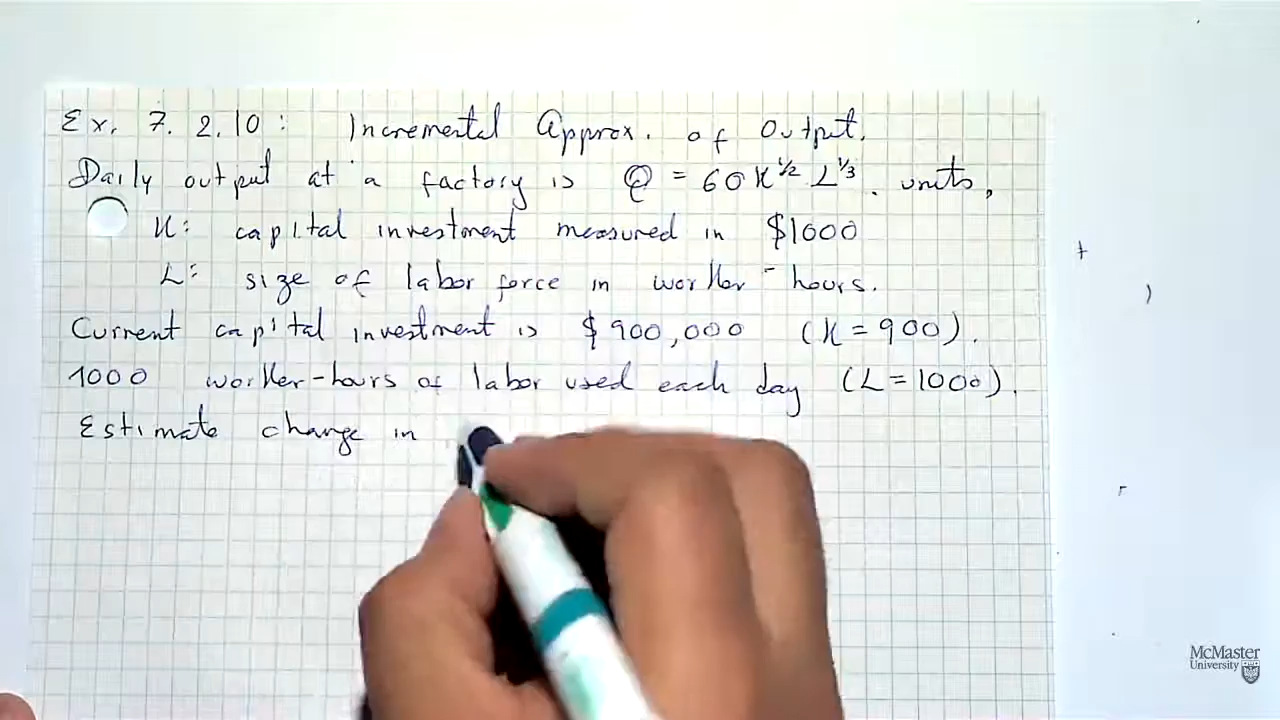 Ex. 7.2.10: Incremental Approx. of Output.
Daily output at a factory is Q = 60K^1/2 L^1/3. units,
K: capital investment measured in $1000
L: size of labor force in worker-hours.
Current capital investment is $900,000 (K=900).
1000 worker-hours of labor used each day (L=1000).
Estimate change in
McMaster
University